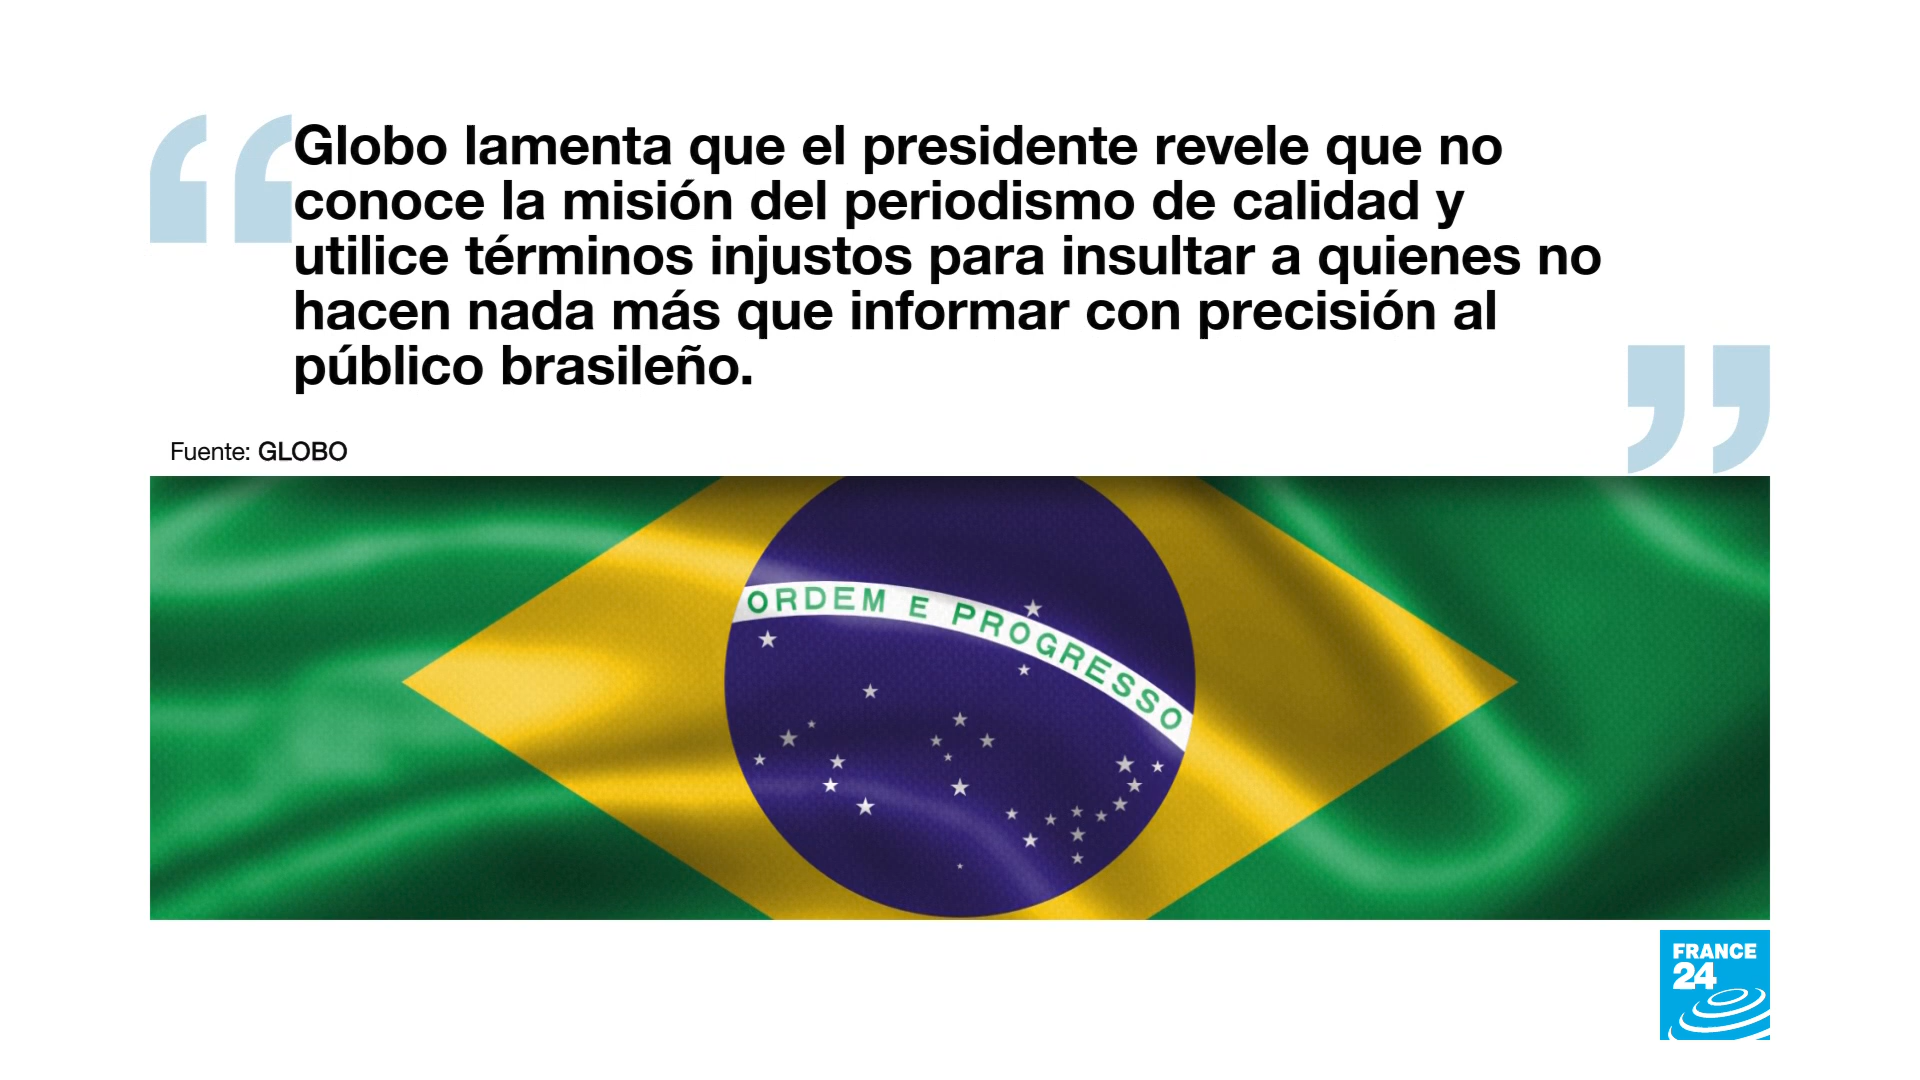 Globo lamenta que el presidente revele que no
conoce la misión del periodismo de calidad y
utilice términos injustos para insultar a quienes no
hacen nada más que informar con precisión al
público brasileño.
Fuente: GLOBO
ORDEM E PROGRESSO
FRANCE
24